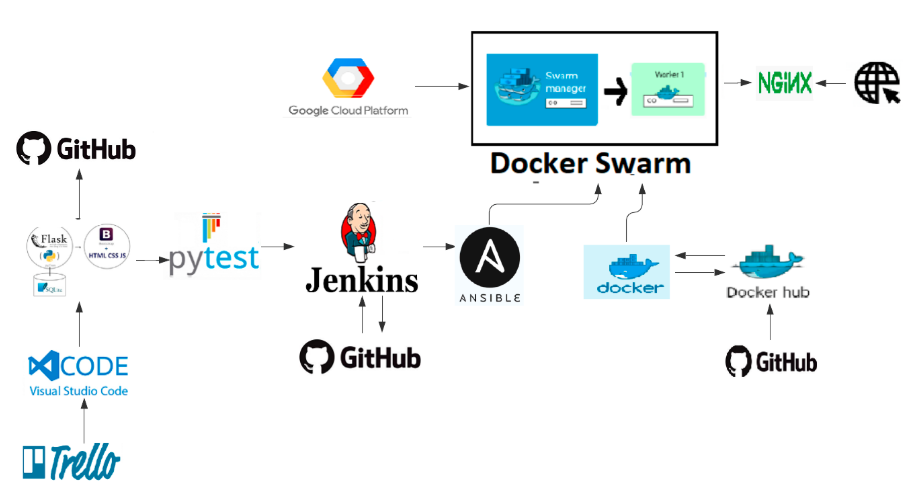 Swarm
manager
Worker 1
Google Cloud Platform
NGiNX
Docker Swarm
GitHub
Flask
B
+
HTML CSS JS
SQLite
pytest
Jenkins
A
ANSIBLE
docker
Docker hub
GitHub
GitHub
CODE
Visual Studio Code
Trello